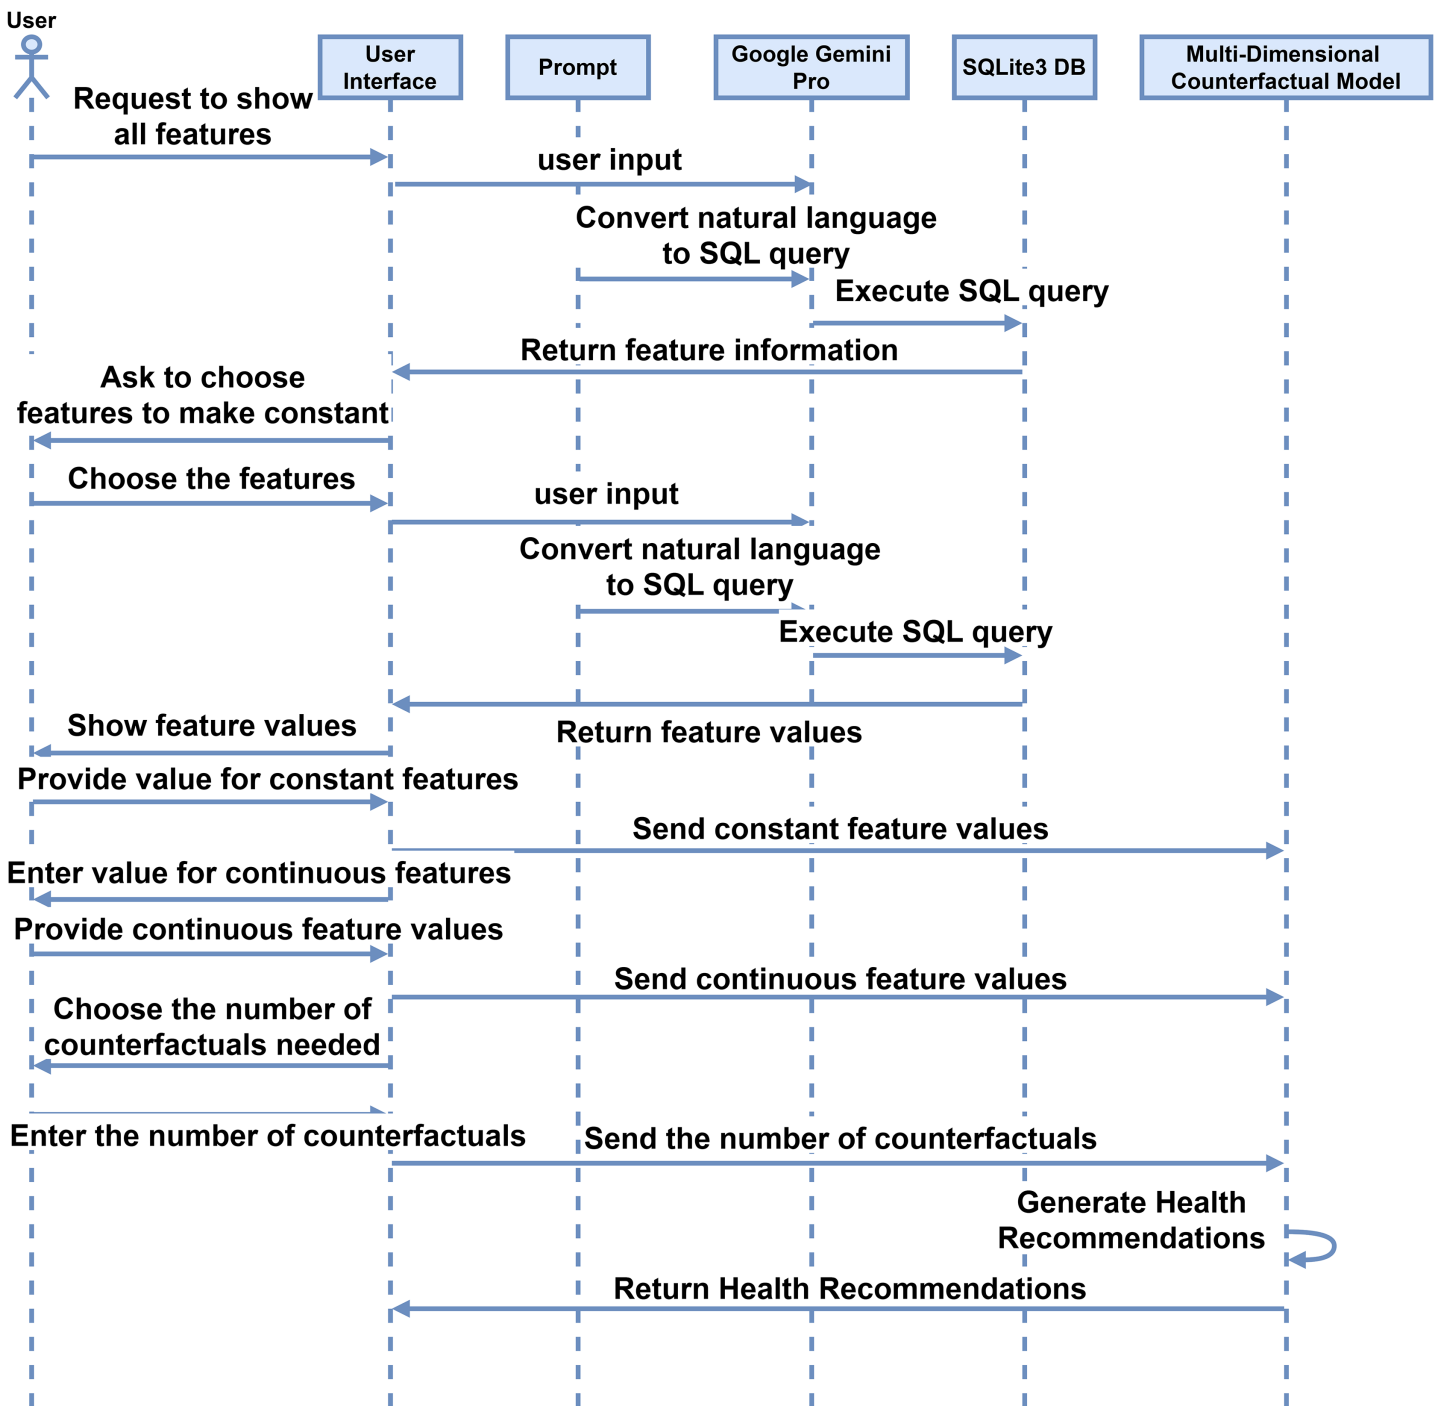 User
User
Interface
Prompt
Google Gemini
Pro
SQLite3 DB
Multi-Dimensional
Counterfactual Model
Request to show
all features
user input
Convert natural language
to SQL query
Execute SQL query
Return feature information
Ask to choose
features to make constant
Choose the features
user input
Convert natural language
to SQL query
Execute SQL query
Show feature values
Return feature values
Provide value for constant features
Send constant feature values
Enter value for continuous features
Provide continuous feature values
Send continuous feature values
Choose the number of
counterfactuals needed
Enter the number of counterfactuals
Send the number of counterfactuals
Generate Health
Recommendations
Return Health Recommendations